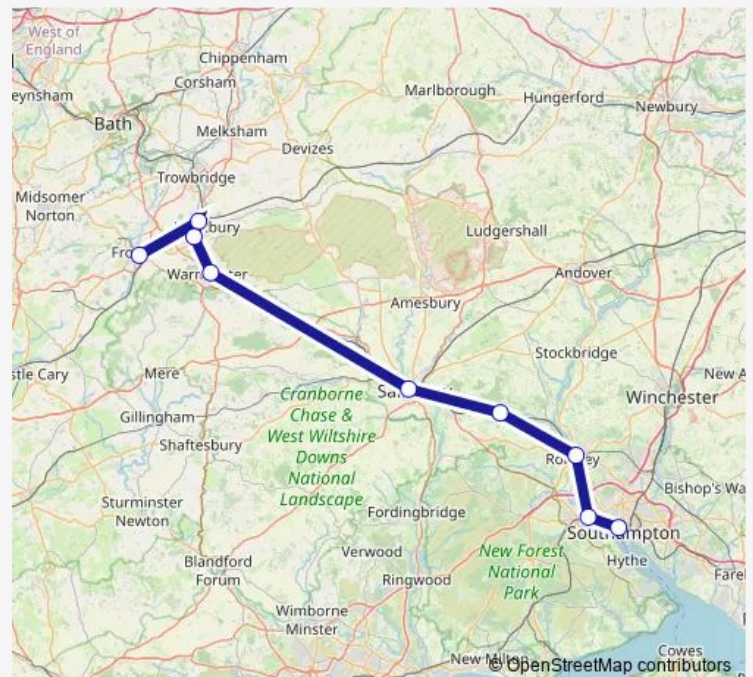 West of
England
Chippenham
Corsham
eynsham
Marlborough
Hungerford
Newbury
Bath
Melksham
Devizes
Trowbridge
Midsomer
Norton
bury
Ludgershall
Fro
Warm
ter
Andover
Amesbury
Stockbridge
stle Cary
Mere
Sa
Cranborne
Chase &
West Wiltshire
Downs
National
Landscape
New A
Winchester
Gillingham
Shaftesbury
Ro
ey
Bishop's Wa
Sturminster
Newton
Fordingbridge
Southampton
Verwood
New Forest
National
Park
Hythe
Blandford
Forum
Ringwood
Fare
Wimborne
Minster
New Milton
Cowes
© OpenStreetMap contributors